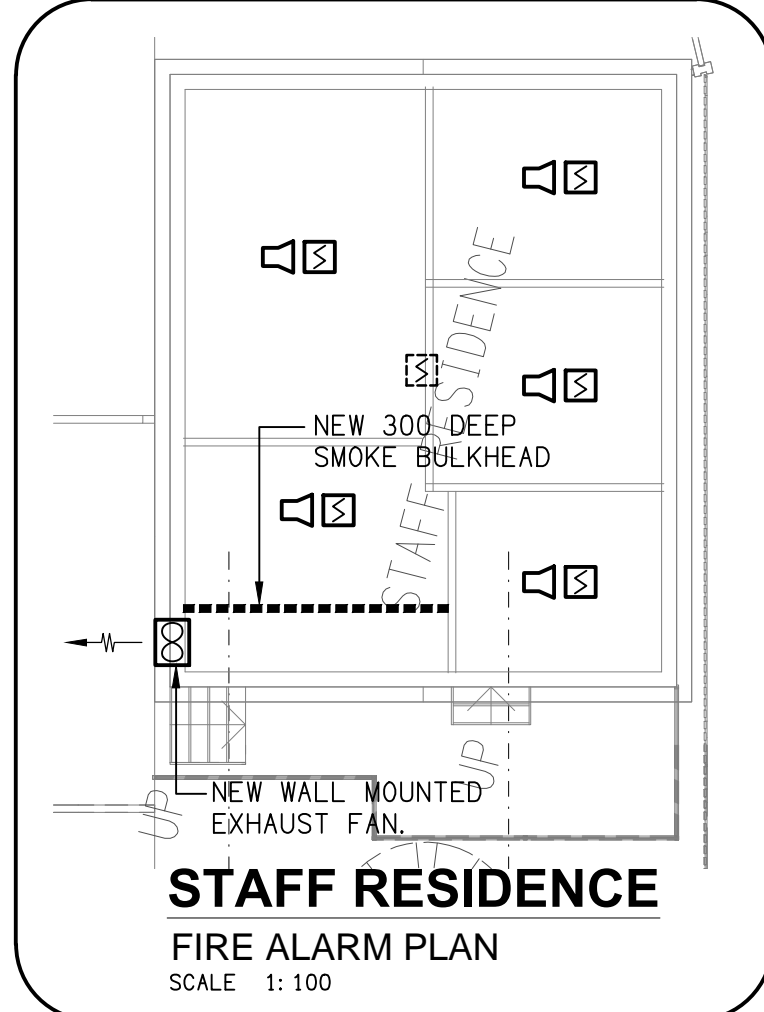 STAFF RESIDENCE
NEW 300 DEEP
SMOKE BULKHEAD
UP
UP
NEW WALL MOUNTED
EXHAUST FAN.
STAFF RESIDENCE
FIRE ALARM PLAN
SCALE 1:100